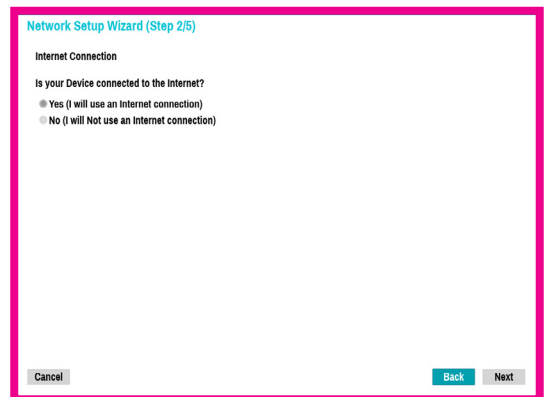 Network Setup Wizard (Step 2/5)
Internet Connection
Is your Device connected to the Internet?
Yes (I will use an Internet connection)
No (I will Not use an Internet connection)
Cancel Back Next